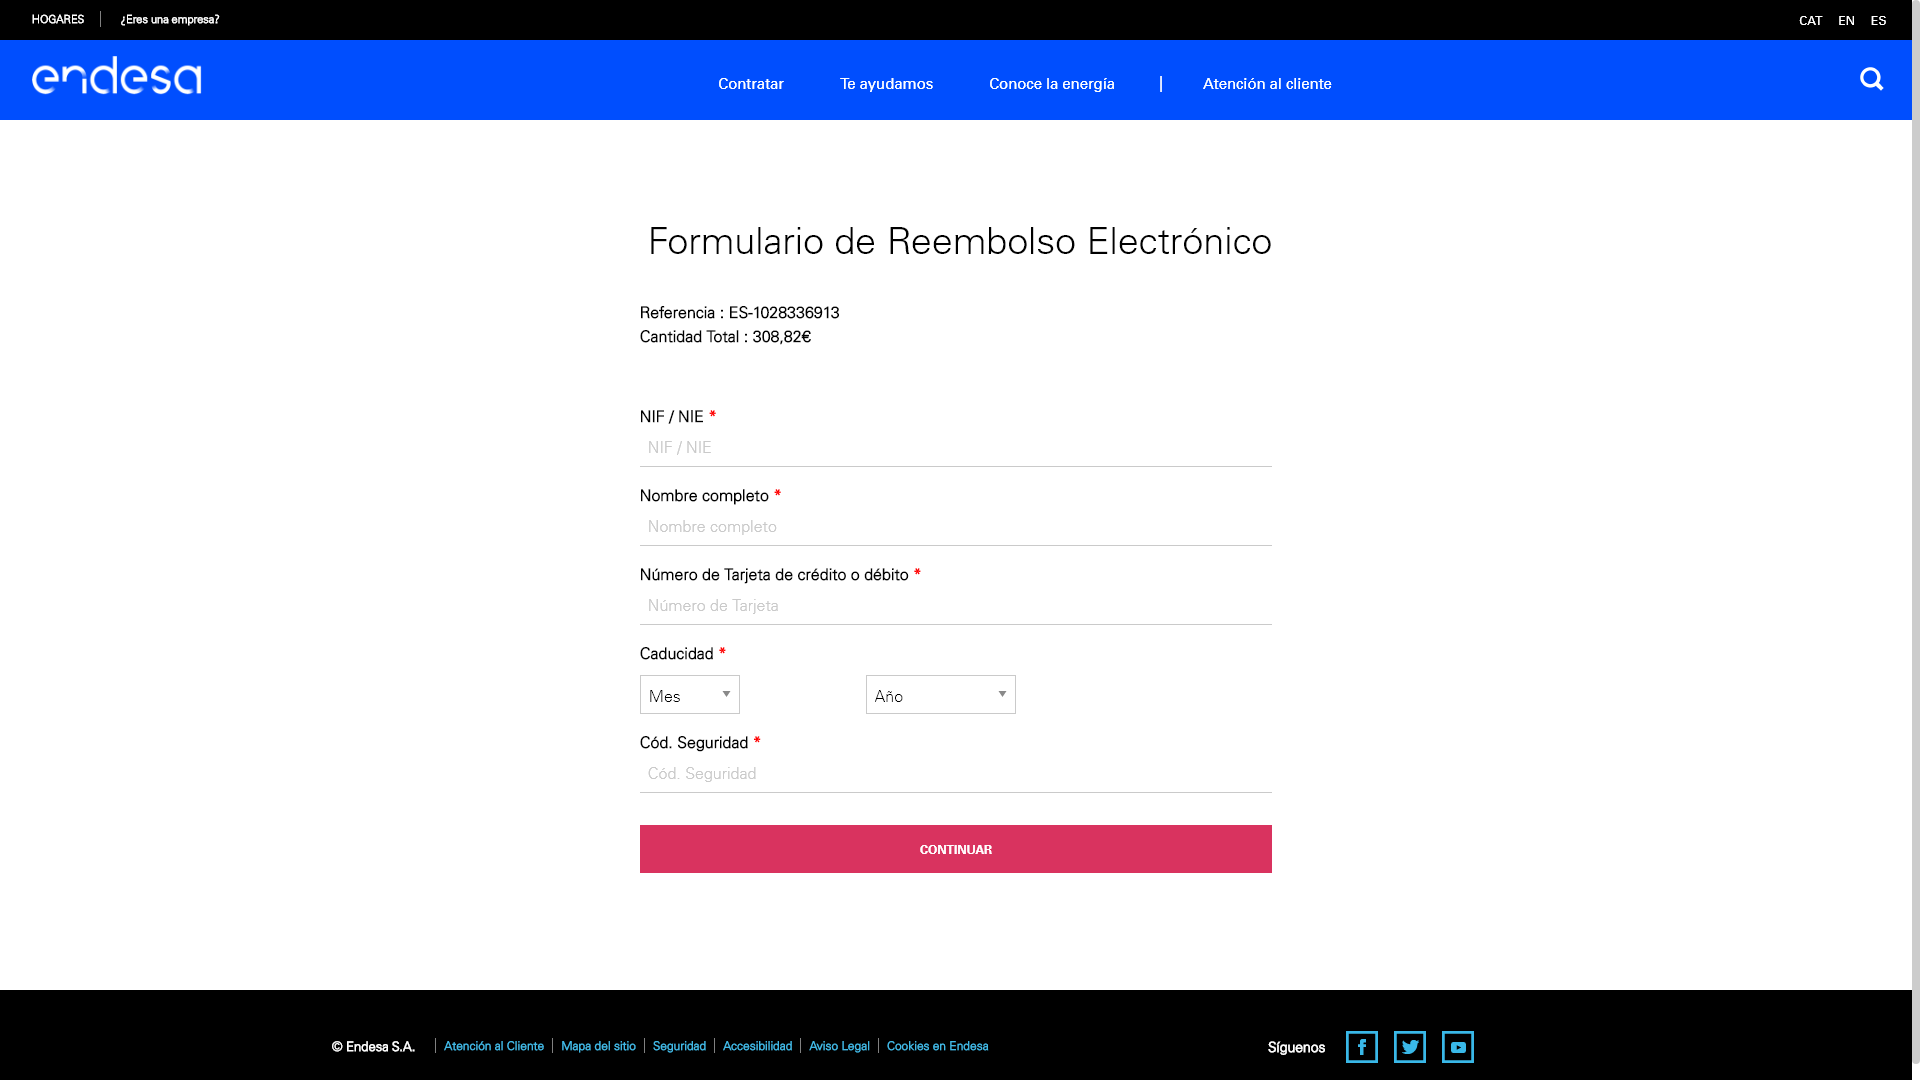 HOGARES
¿Eres una empresa?
CAT EN ES
endesa
Contratar
Te ayudamos
Conoce la energía
Atención al cliente
Formulario de Reembolso Electrónico
Referencia : ES-1028336913
Cantidad Total : 308,82€
NIF / NIE *
NIF / NIE
Nombre completo *
Nombre completo
Número de Tarjeta de crédito o débito *
Número de Tarjeta
Caducidad *
Mes
Año
Cód. Seguridad *
Cód. Seguridad
CONTINUAR
© Endesa S.A.
Atención al Cliente
Mapa del sitio
Seguridad
Accesibilidad
Aviso Legal
Cookies en Endesa
Síguenos